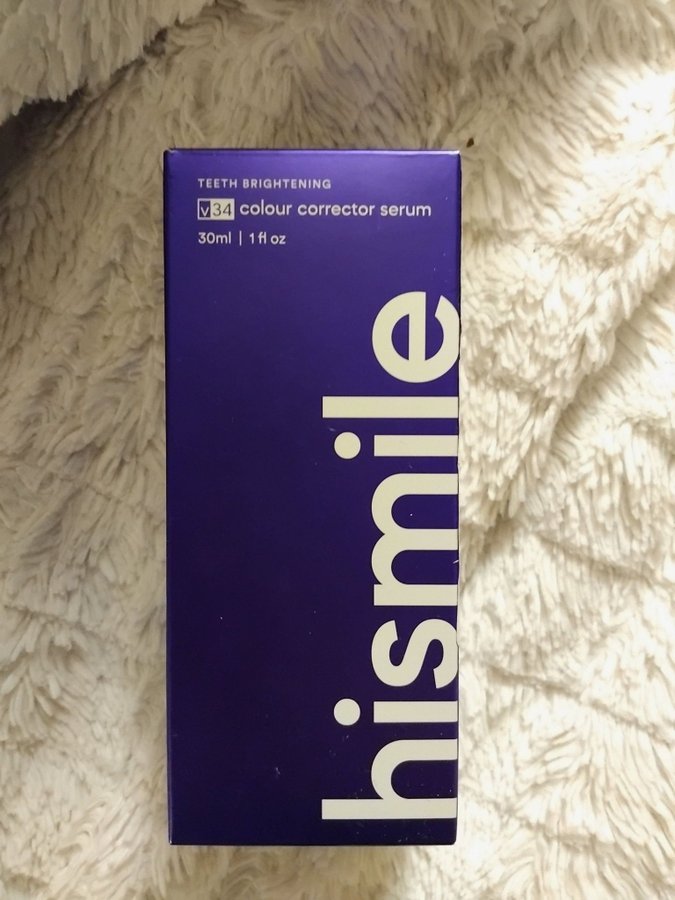 TEETH BRIGHTENING
v34 colour corrector serum
30ml | 1 fl oz
hismile